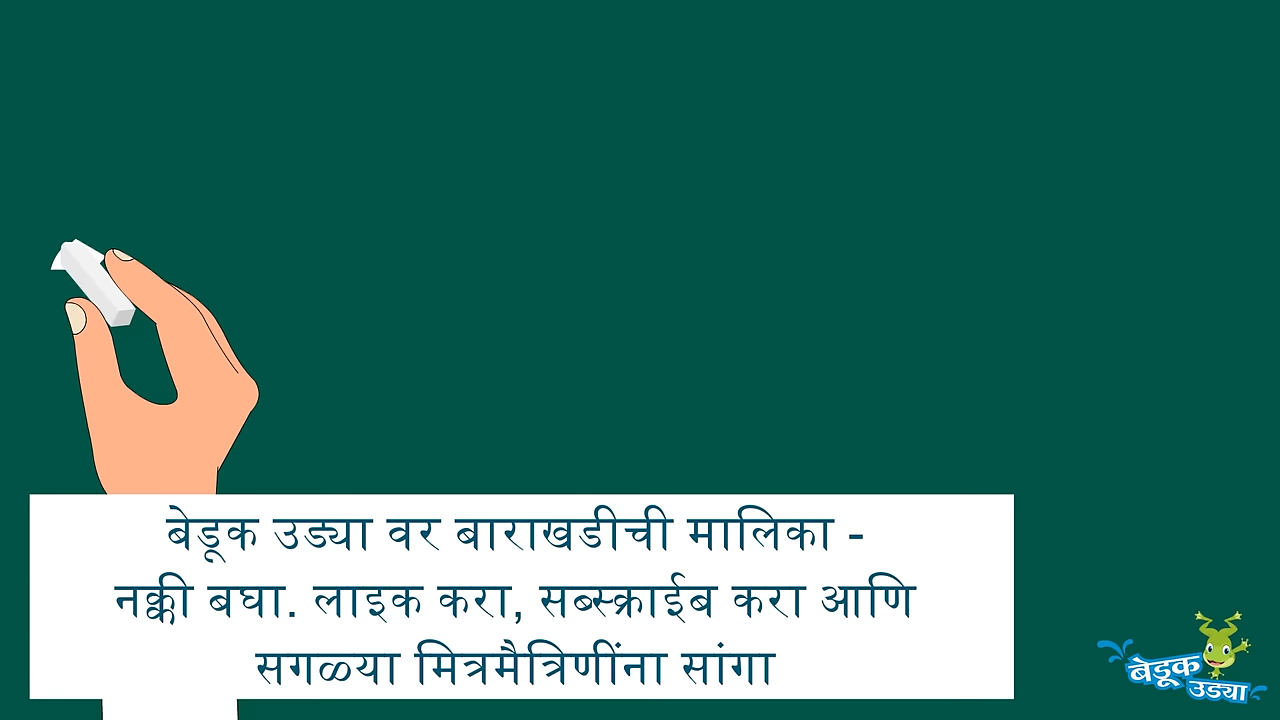 बेडूक उड्या वर बाराखडीची मालिका -
नक्की बघा. लाइक करा, सब्स्क्राईब करा आणि
सगळ्या मित्रमैत्रिणींना सांगा
बेडूक
उड्या